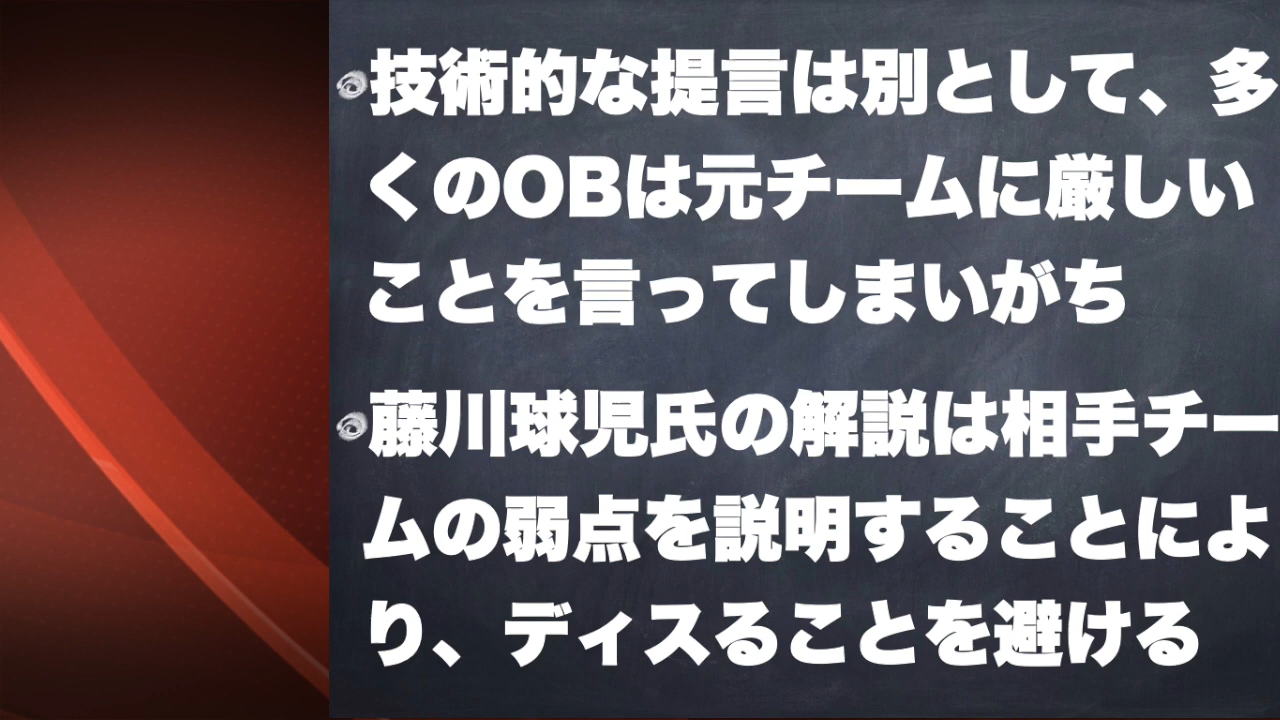 技術的な提言は別として、多
くのOBは元チームに厳しい
ことを言ってしまいがち
藤川球児氏の解説は相手チー
ムの弱点を説明することによ
り、ディスることを避ける